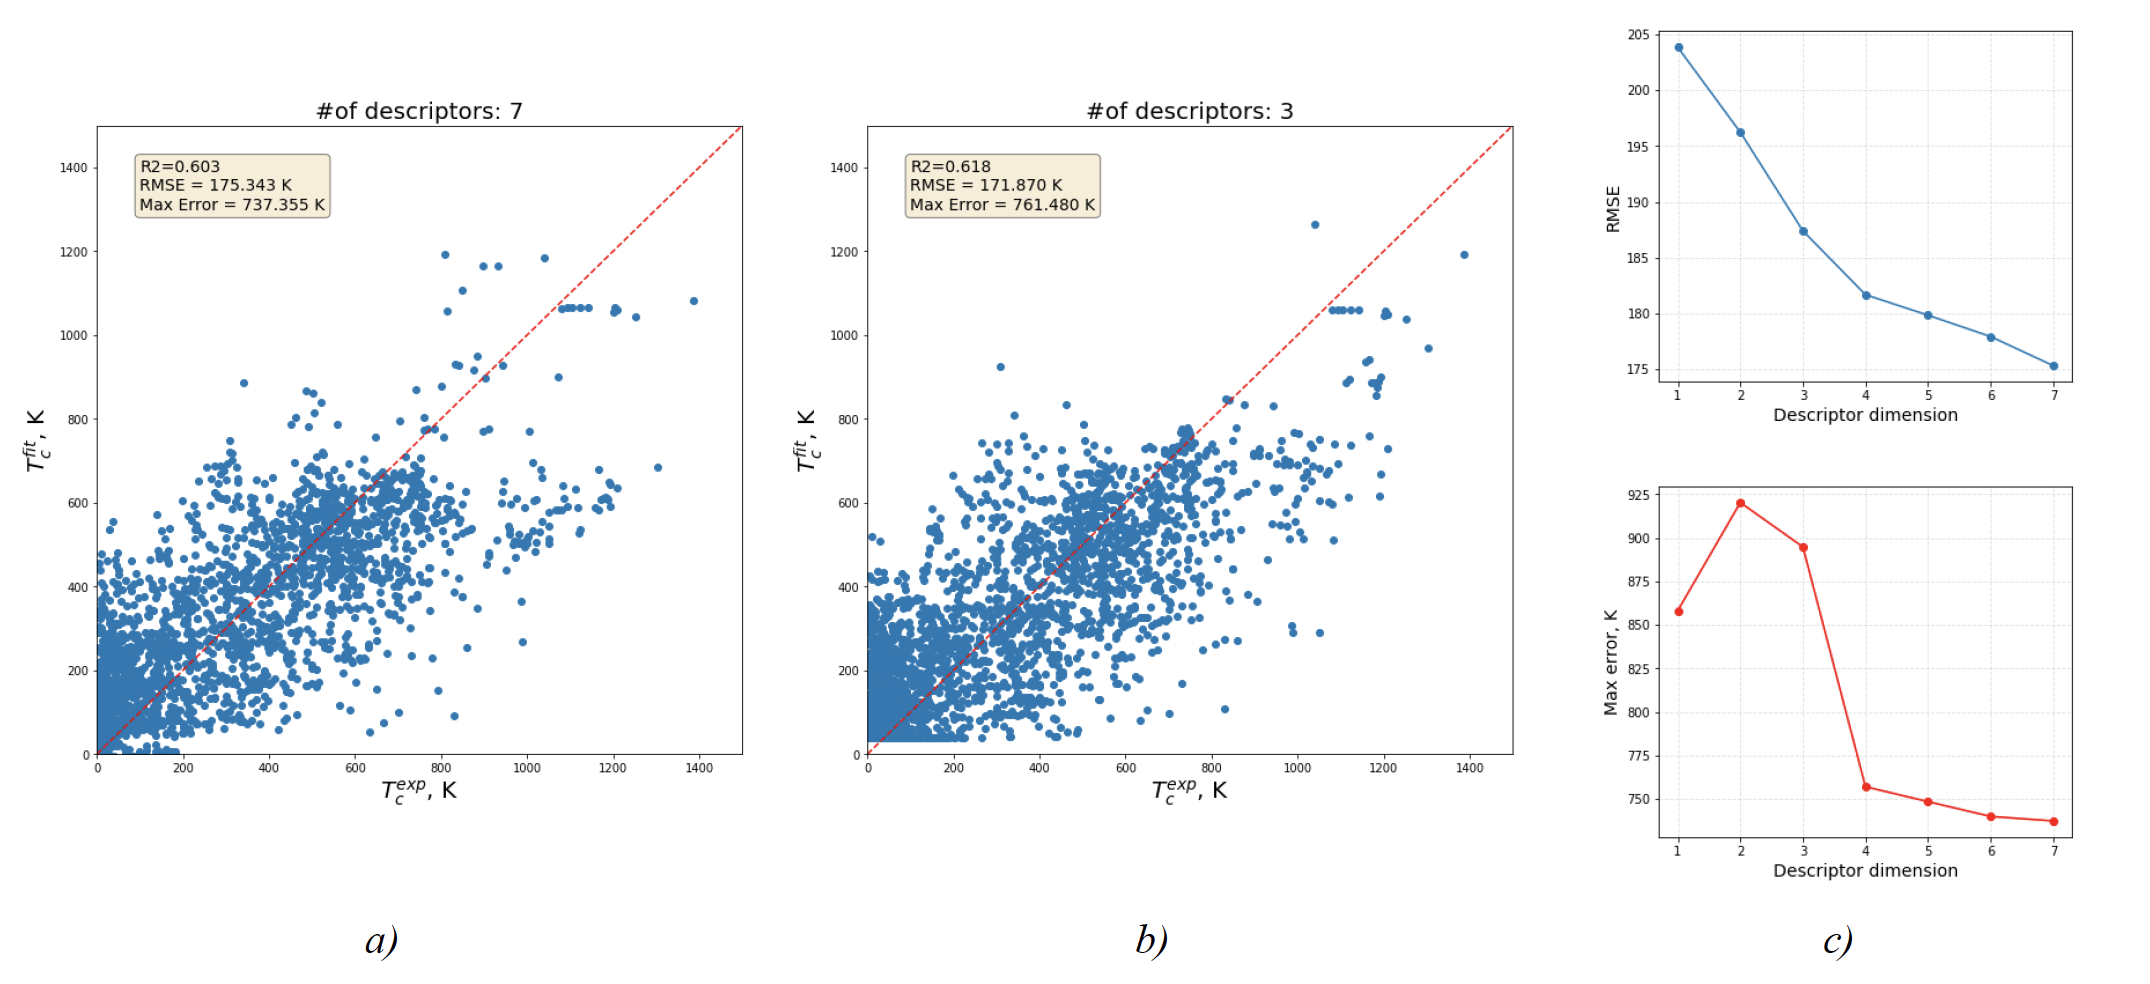 #of descriptors: 7
R2=0.603
RMSE = 175.343 K
Max Error = 737.355 K
1400
1200
1000
800
600
400
200
0
T_c^{fit}, K
0 200 400 600 800 1000 1200 1400
T_c^{exp}, K
a)
#of descriptors: 3
R2=0.618
RMSE = 171.870 K
Max Error = 761.480 K
1400
1200
1000
800
600
400
200
0
T_c^{fit}, K
0 200 400 600 800 1000 1200 1400
T_c^{exp}, K
b)
205
200
195
190
185
180
175
RMSE
1 2 3 4 5 6 7
Descriptor dimension
925
900
875
850
825
800
775
750
Max error, K
1 2 3 4 5 6 7
Descriptor dimension
c)